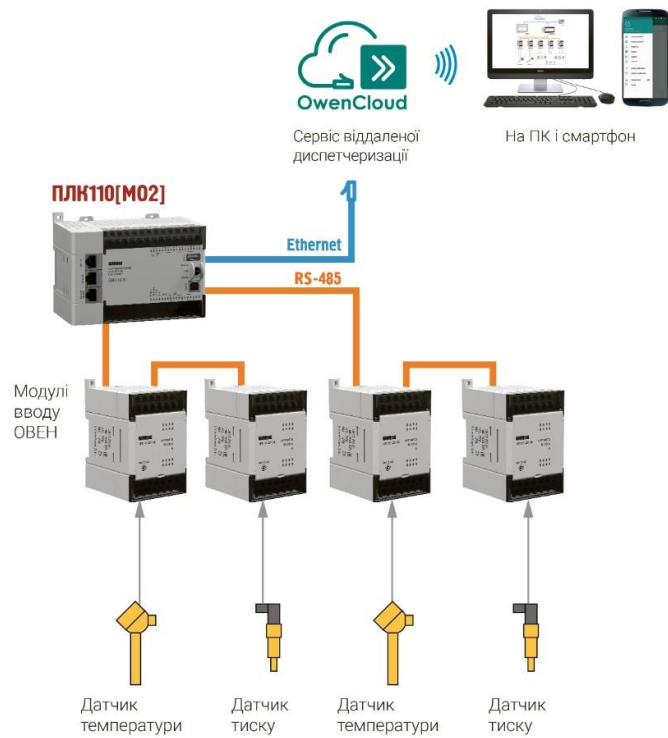 OwenCloud
Сервіс віддаленої
диспетчеризації
На ПК і смартфон
ПЛК110[М02]
Ethernet
RS-485
Модулі
вводу
ОВЕН
Датчик
температури
Датчик
тиску
Датчик
температури
Датчик
тиску